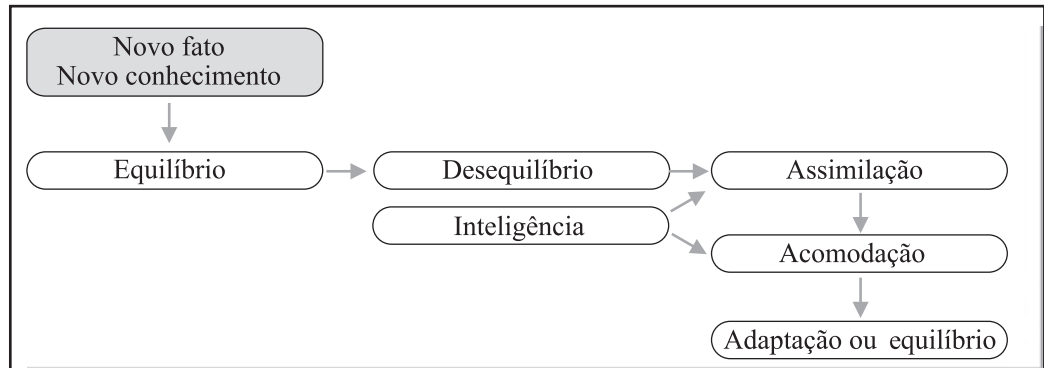 Novo fato
Novo conhecimento
Equilíbrio
Desequilíbrio
Assimilação
Inteligência
Acomodação
Adaptação ou equilíbrio